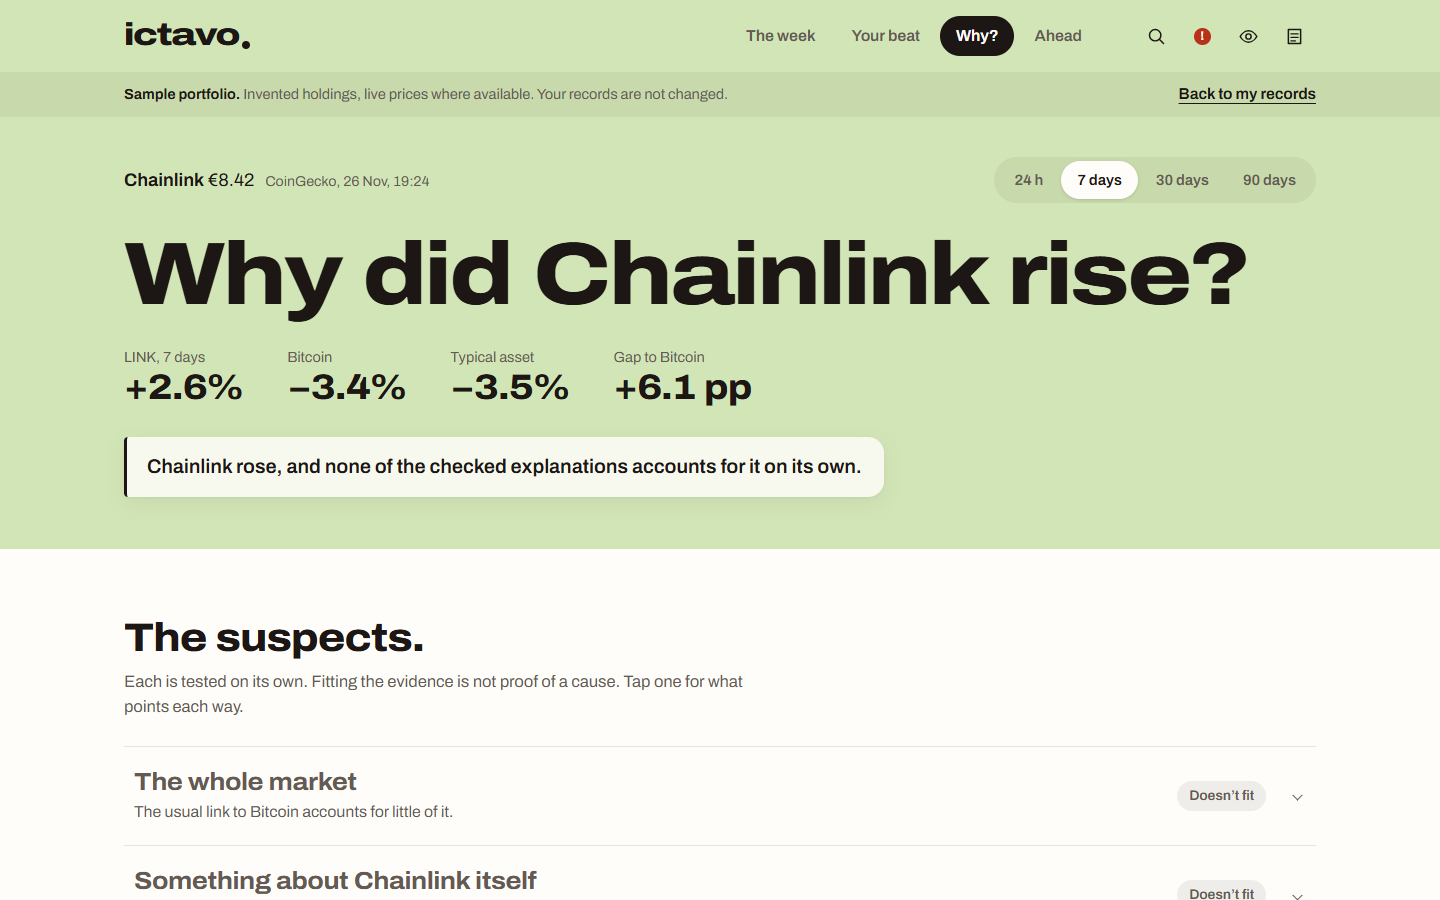 ictavo.
The week
Your beat
Why?
Ahead
!
Sample portfolio. Invented holdings, live prices where available. Your records are not changed.
Back to my records
Chainlink €8.42 CoinGecko, 26 Nov, 19:24
24 h
7 days
30 days
90 days
Why did Chainlink rise?
LINK, 7 days
+2.6%
Bitcoin
−3.4%
Typical asset
−3.5%
Gap to Bitcoin
+6.1 pp
Chainlink rose, and none of the checked explanations accounts for it on its own.
The suspects.
Each is tested on its own. Fitting the evidence is not proof of a cause. Tap one for what
points each way.
The whole market
The usual link to Bitcoin accounts for little of it.
Doesn’t fit
Something about Chainlink itself
Doesn’t fit